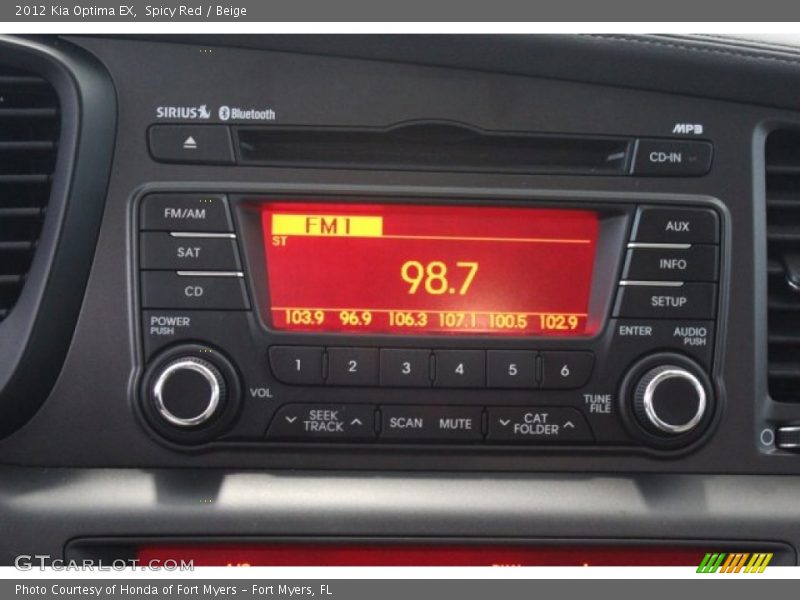 2012 Kia Optima EX, Spicy Red / Beige
SIRIUS Bluetooth
MP3
CD-IN
FM/AM
SAT
CD
FM1
ST
98.7
103.9 96.9 106.3 107.1 100.5 102.9
AUX
INFO
SETUP
POWER
PUSH
ENTER
AUDIO
PUSH
1 2 3 4 5 6
VOL
SEEK
TRACK
SCAN
MUTE
CAT
FOLDER
TUNE
FILE
GTCARLOT.COM
Photo Courtesy of Honda of Fort Myers – Fort Myers, FL